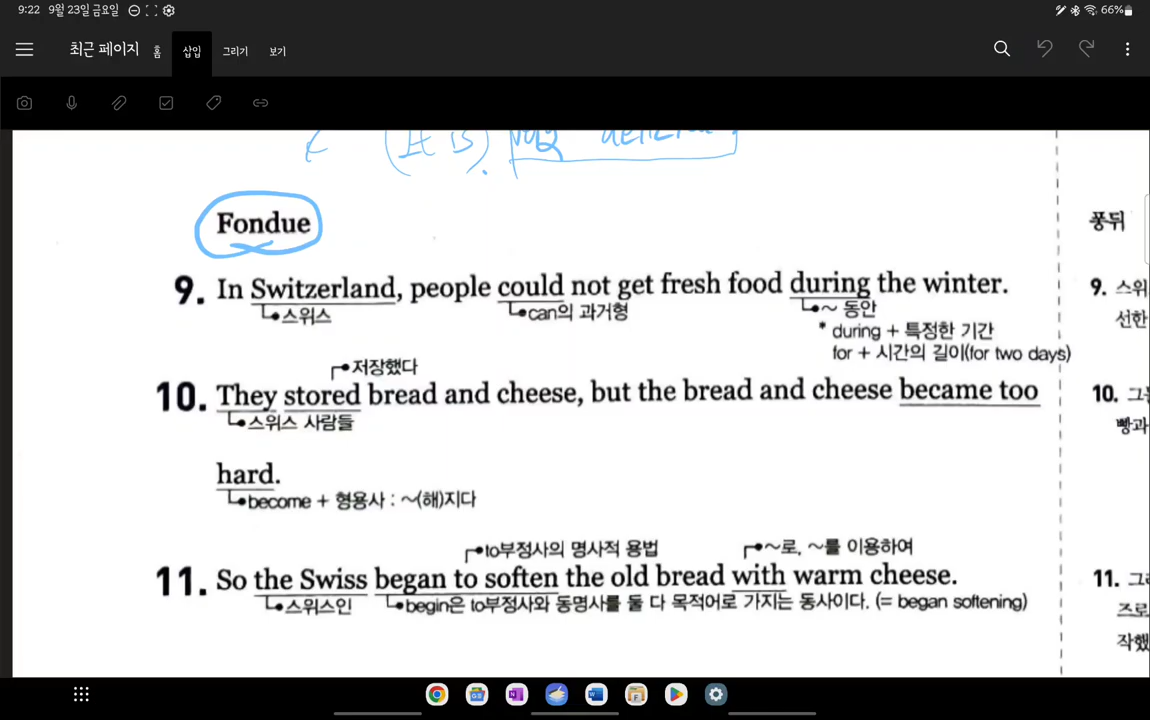 9:22 9월 23일 금요일
66%
최근 페이지 홈 삽입 그리기 보기
(It is)
Fondue
퐁뒤
9. In Switzerland, people could not get fresh food during the winter.
9. 스위
스위스
can의 과거형
~ 동안
선한
* during + 특정한 기간
for + 시간의 길이(for two days)
저장했다
10. They stored bread and cheese, but the bread and cheese became too
10.
스위스 사람들
빵과
hard.
become + 형용사 : ~(해)지다
to부정사의 명사적 용법
~로, ~를 이용하여
11. So the Swiss began to soften the old bread with warm cheese.
11. 그
스위스인
begin은 to부정사와 동명사를 둘 다 목적어로 가지는 동사이다. (= began softening)
즈로
작했